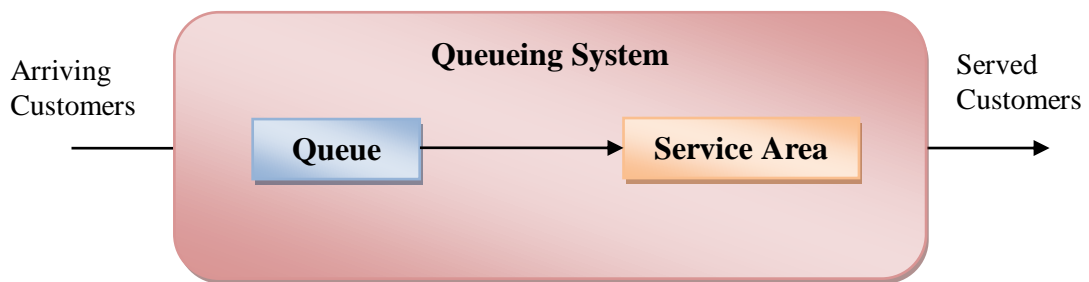 Queueing System
Arriving
Customers
Queue
Service Area
Served
Customers